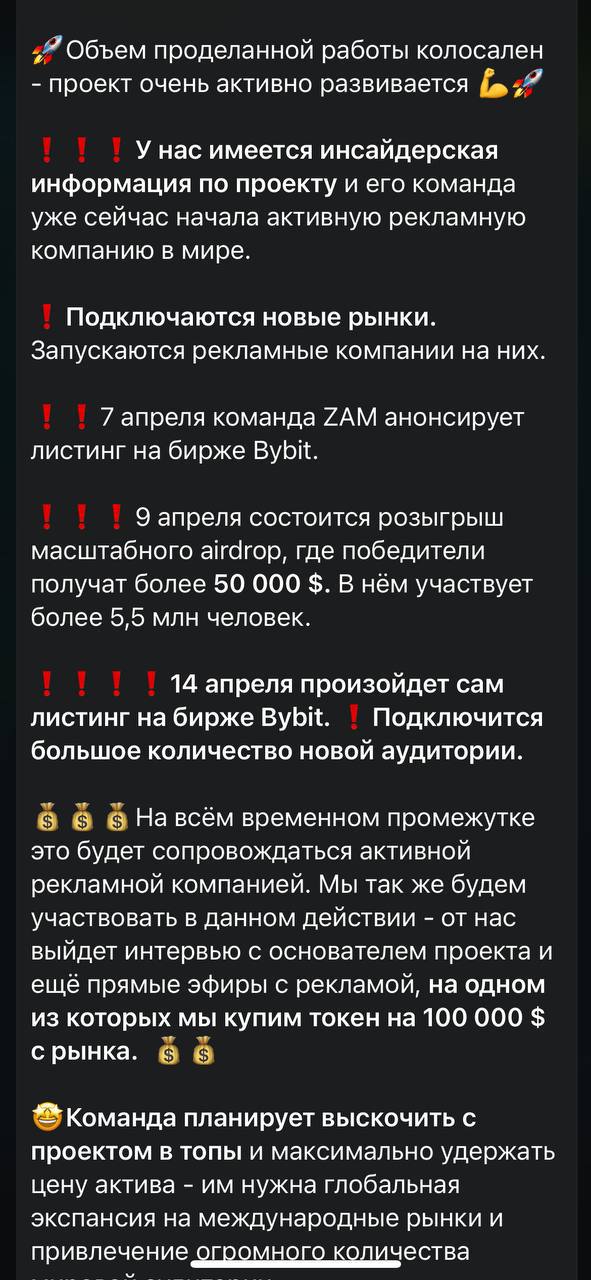 🚀Объем проделанной работы колосален
- проект очень активно развивается 💪🚀
❗❗❗У нас имеется инсайдерская
информация по проекту и его команда
уже сейчас начала активную рекламную
компанию в мире.
❗Подключаются новые рынки.
Запускаются рекламные компании на них.
❗❗7 апреля команда ZAM анонсирует
листинг на бирже Bybit.
❗❗❗9 апреля состоится розыгрыш
масштабного airdrop, где победители
получат более 50 000 $. В нём участвует
более 5,5 млн человек.
❗❗❗❗14 апреля произойдет сам
листинг на бирже Bybit. ❗Подключится
большое количество новой аудитории.
💰💰💰На всём временном промежутке
это будет сопровождаться активной
рекламной компанией. Мы так же будем
участвовать в данном действии - от нас
выйдет интервью с основателем проекта и
ещё прямые эфиры с рекламой, на одном
из которых мы купим токен на 100 000 $
с рынка. 💰💰
🤩Команда планирует выскочить с
проектом в топы и максимально удержать
цену актива - им нужна глобальная
экспансия на международные рынки и
привлечение огромного количества